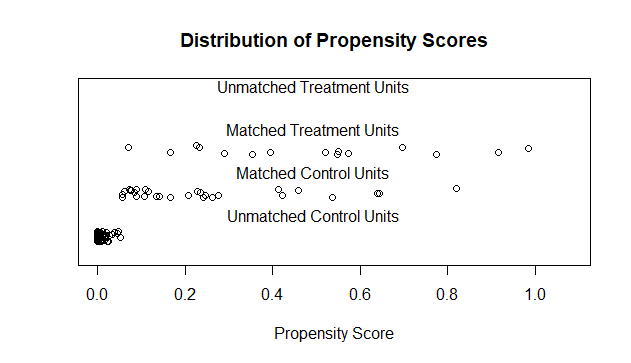 Distribution of Propensity Scores
Unmatched Treatment Units
Matched Treatment Units
Matched Control Units
Unmatched Control Units
0.0 0.2 0.4 0.6 0.8 1.0
Propensity Score